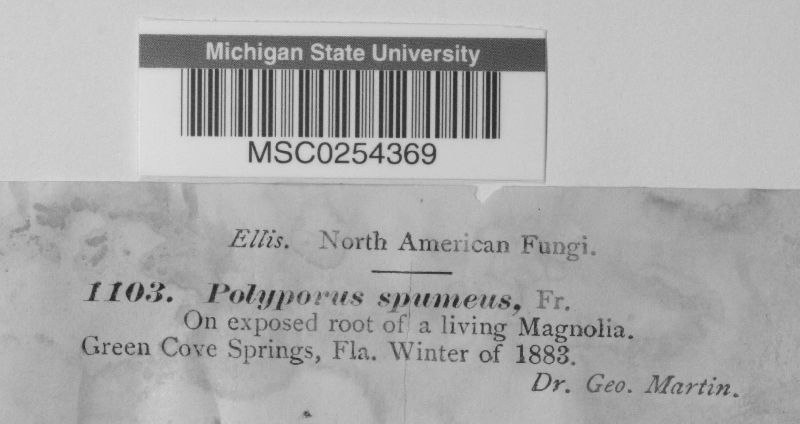 Michigan State University
MSC0254369
Ellis. North American Fungi.
1103. Polyporus spumeus, Fr.
On exposed root of a living Magnolia.
Green Cove Springs, Fla. Winter of 1883.
Dr. Geo. Martin.